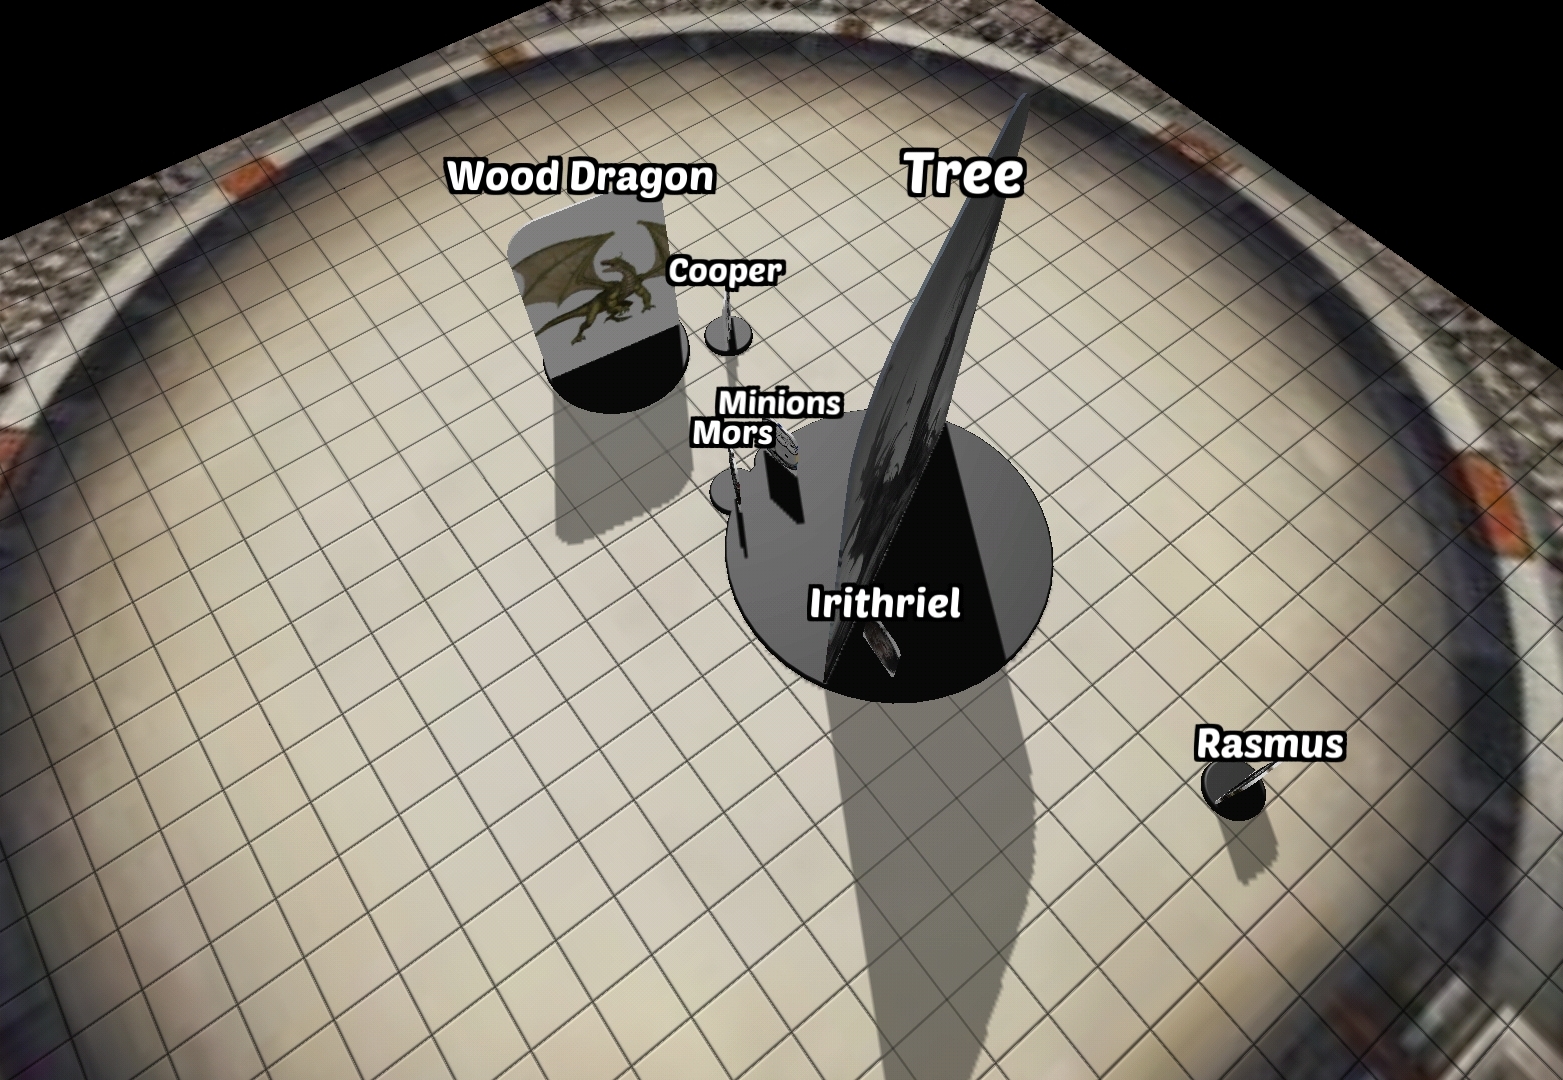 Wood Dragon
Tree
Cooper
Minions
Mors
Irithriel
Rasmus